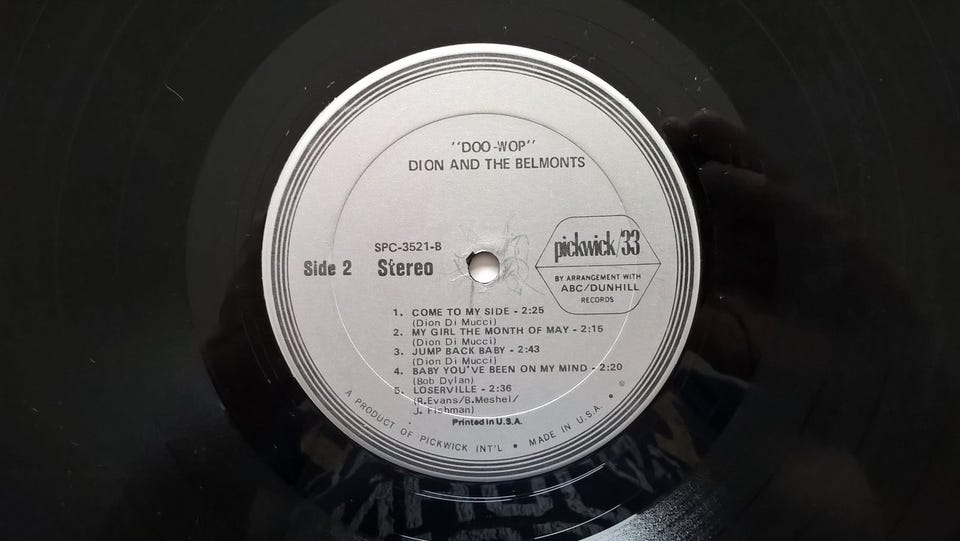 "DOO-WOP"
DION AND THE BELMONTS
SPC-3521-B
Side 2 Stereo
pickwick/33
BY ARRANGEMENT WITH
ABC/DUNHILL
RECORDS
1. COME TO MY SIDE - 2:25
(Dion Di Mucci)
2. MY GIRL THE MONTH OF MAY - 2:15
(Dion Di Mucci)
3. JUMP BACK BABY - 2:43
(Dion Di Mucci)
4. BABY YOU'VE BEEN ON MY MIND - 2:20
(Bob Dylan)
5. LOSERVILLE - 2:36
(R.Evans/B.Meshel/
J. Fishman)
Printed in U.S.A.
A PRODUCT OF PICKWICK INT'L • MADE IN U.S.A. •